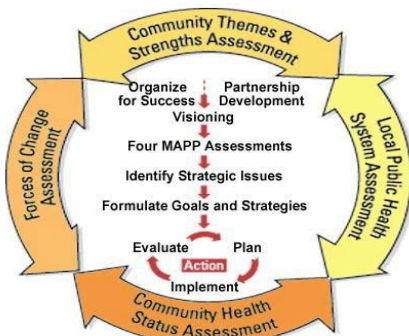 Community Themes &
Strengths Assessment
Organize
for Success
Partnership
Development
Visioning
Four MAPP Assessments
Identify Strategic Issues
Formulate Goals and Strategies
Evaluate
Plan
Action
Implement
Forces of Change
Assessment
Local Public Health
System Assessment
Community Health
Status Assessment